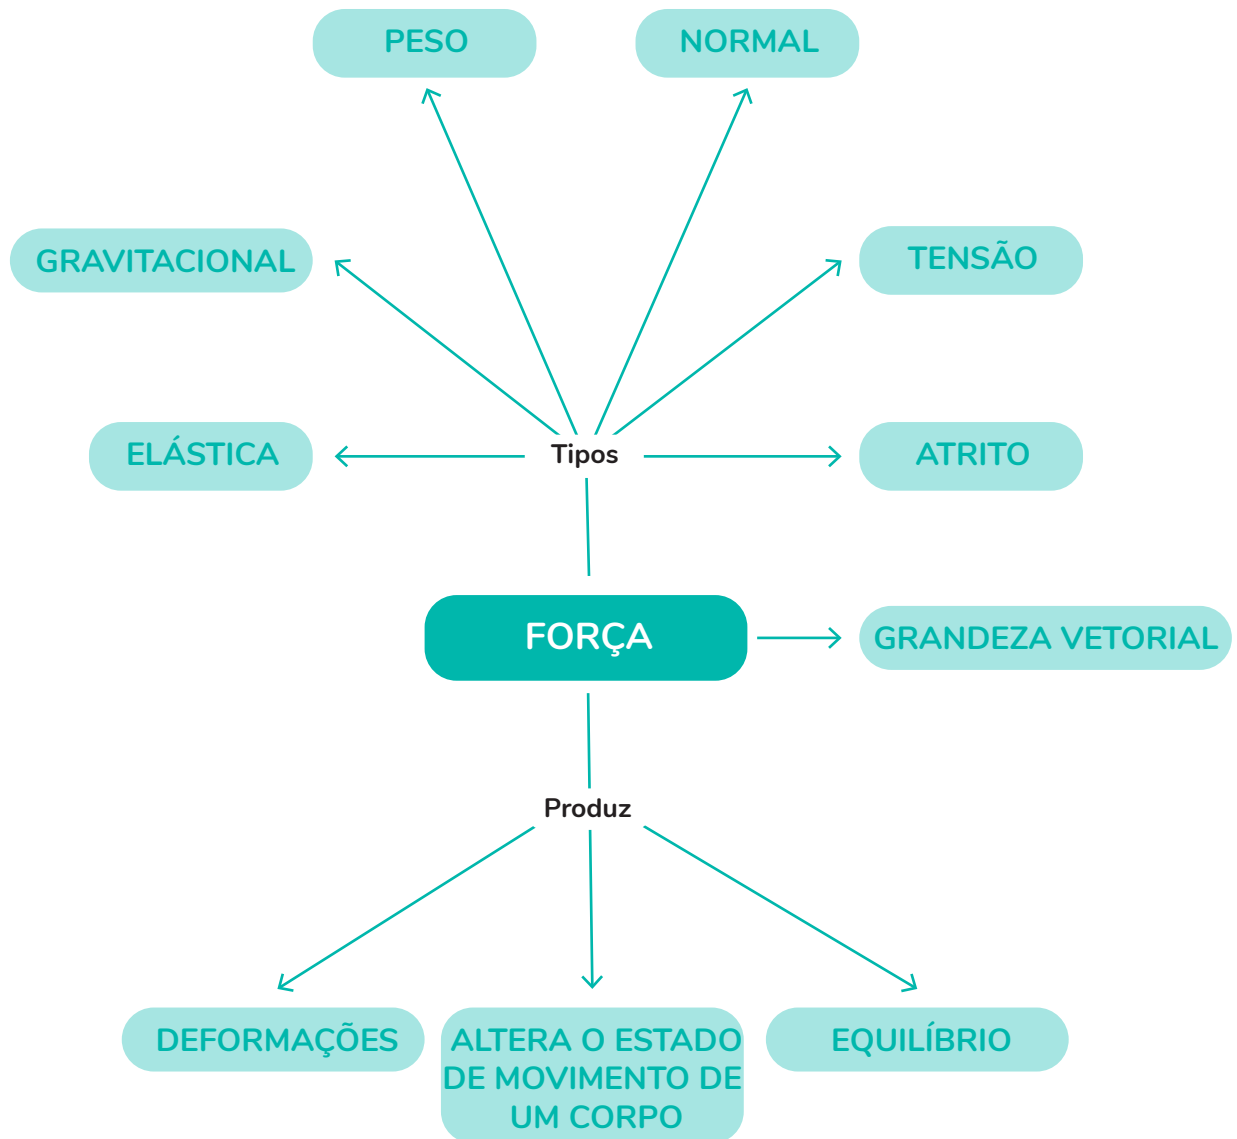 PESO
NORMAL
GRAVITACIONAL
TENSÃO
ELÁSTICA
Tipos
ATRITO
FORÇA
GRANDEZA VETORIAL
Produz
DEFORMAÇÕES
ALTERA O ESTADO
DE MOVIMENTO DE
UM CORPO
EQUILÍBRIO